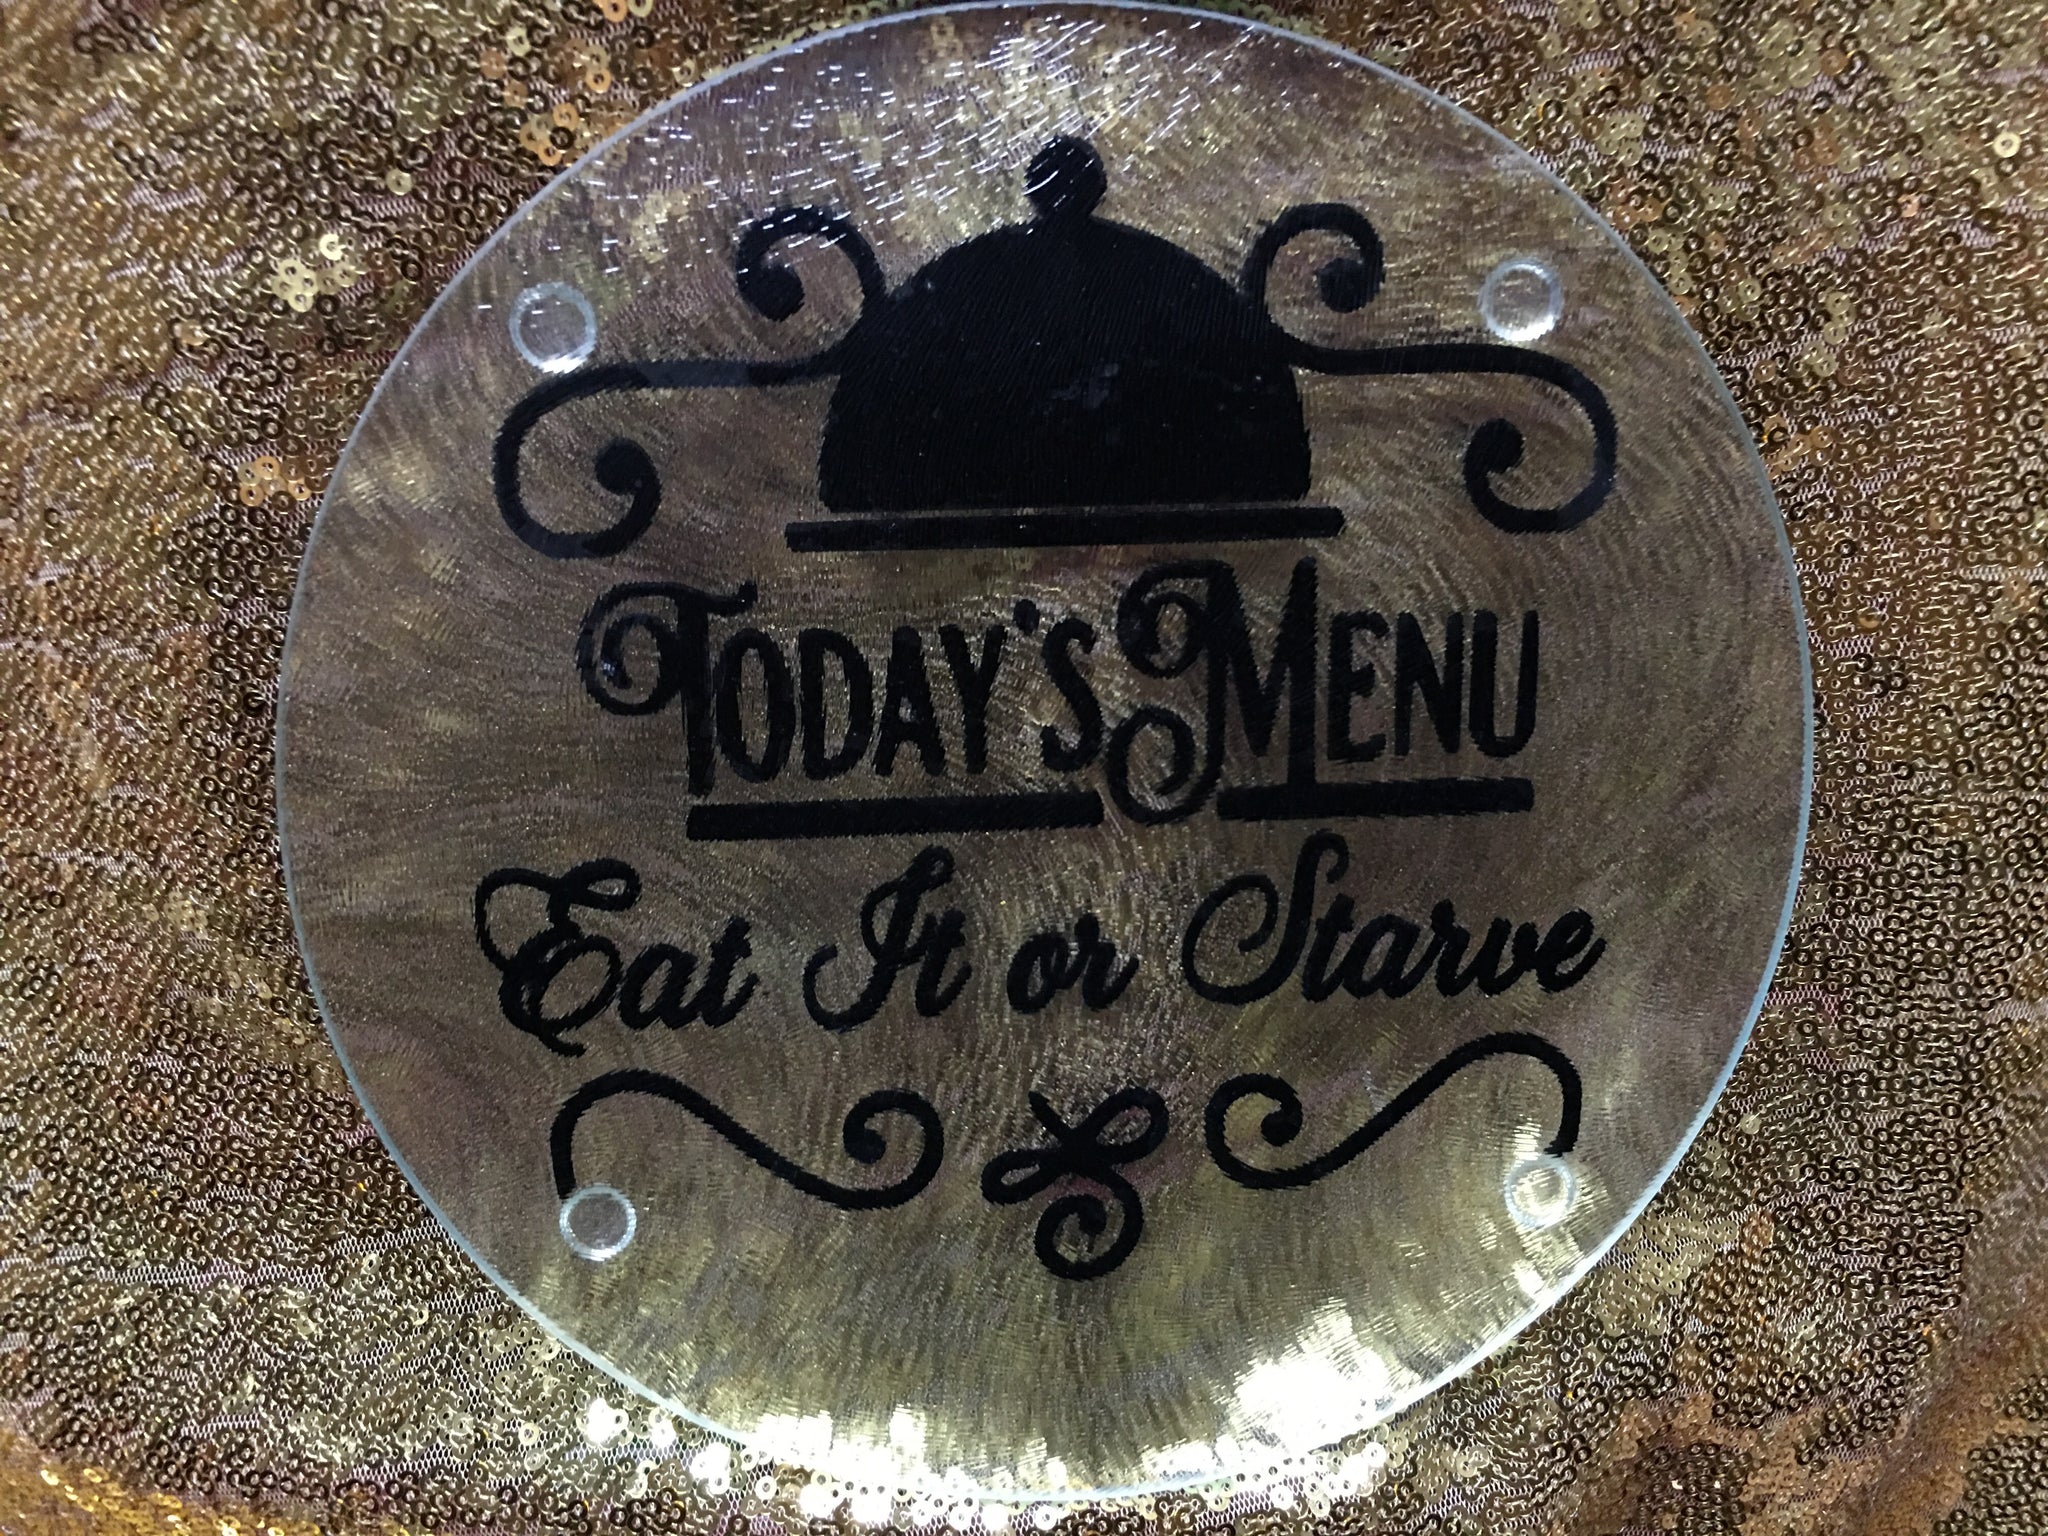 Today's Menu
Eat It or Starve